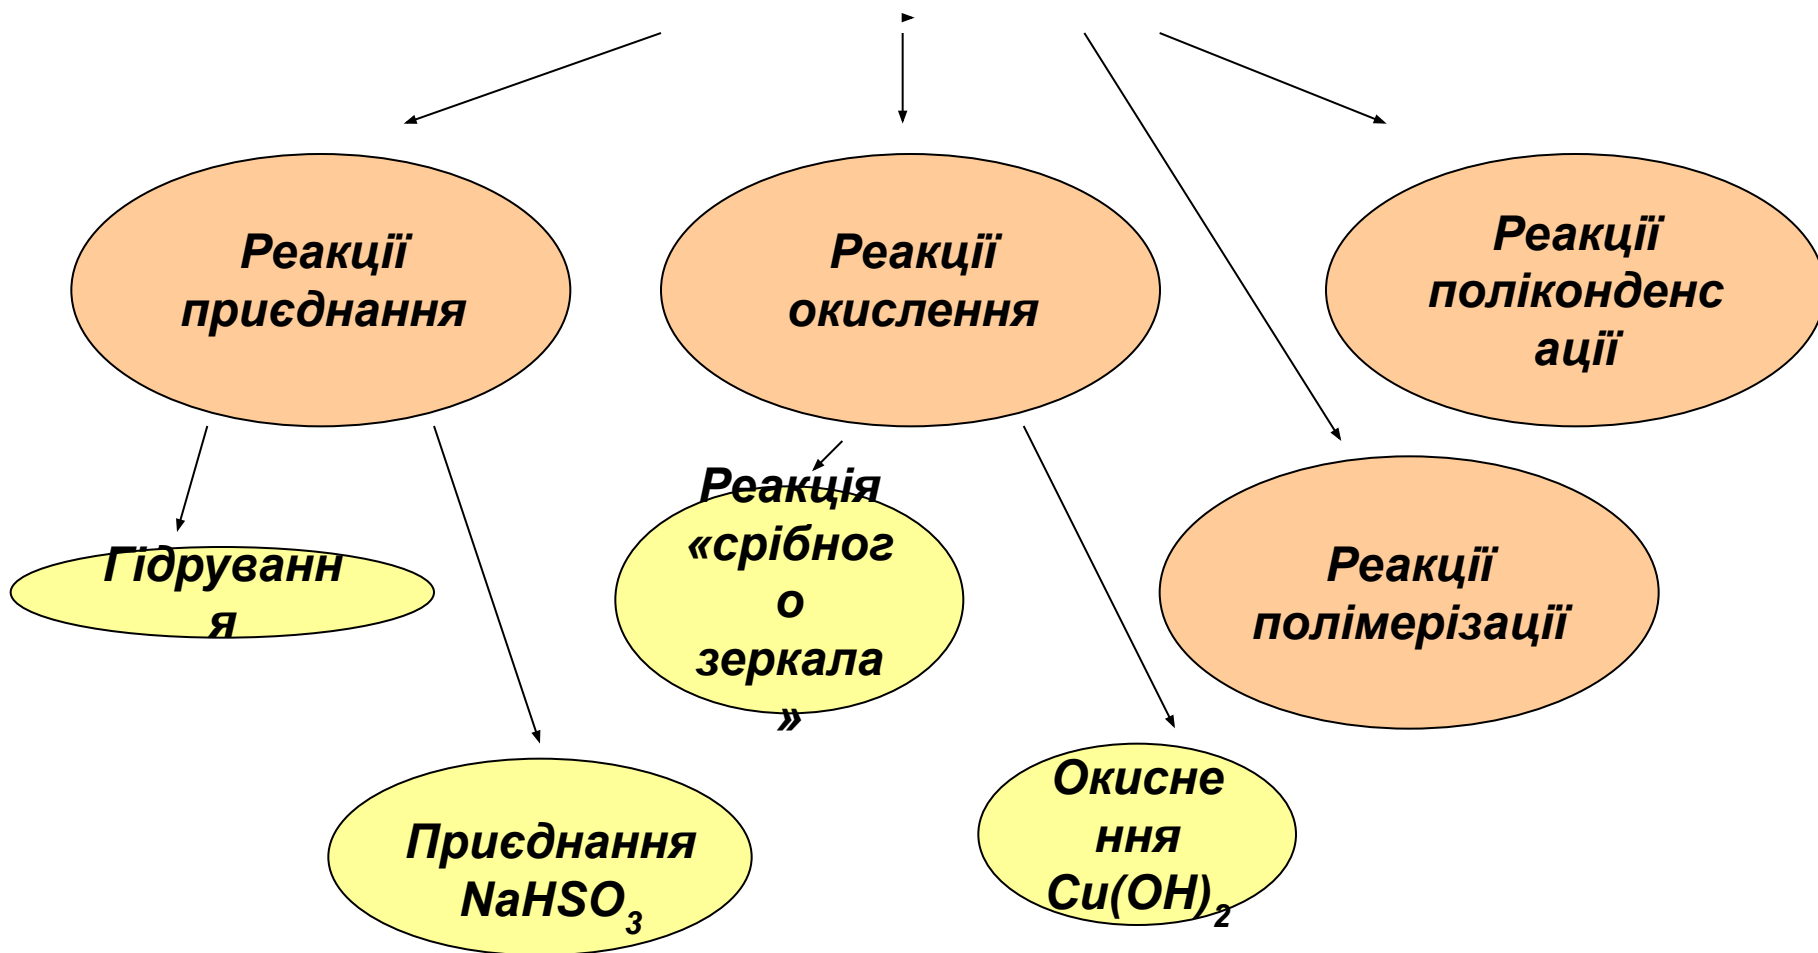 Реакції
приєднання
Реакції
окислення
Реакції
полiконденс
ації
Гідруванн
я
Реакція
«срібног
о
зеркала
»
Реакції
полімерізації
Приєднання
NaHSO₃
Окисне
ння
Cu(OH)₂